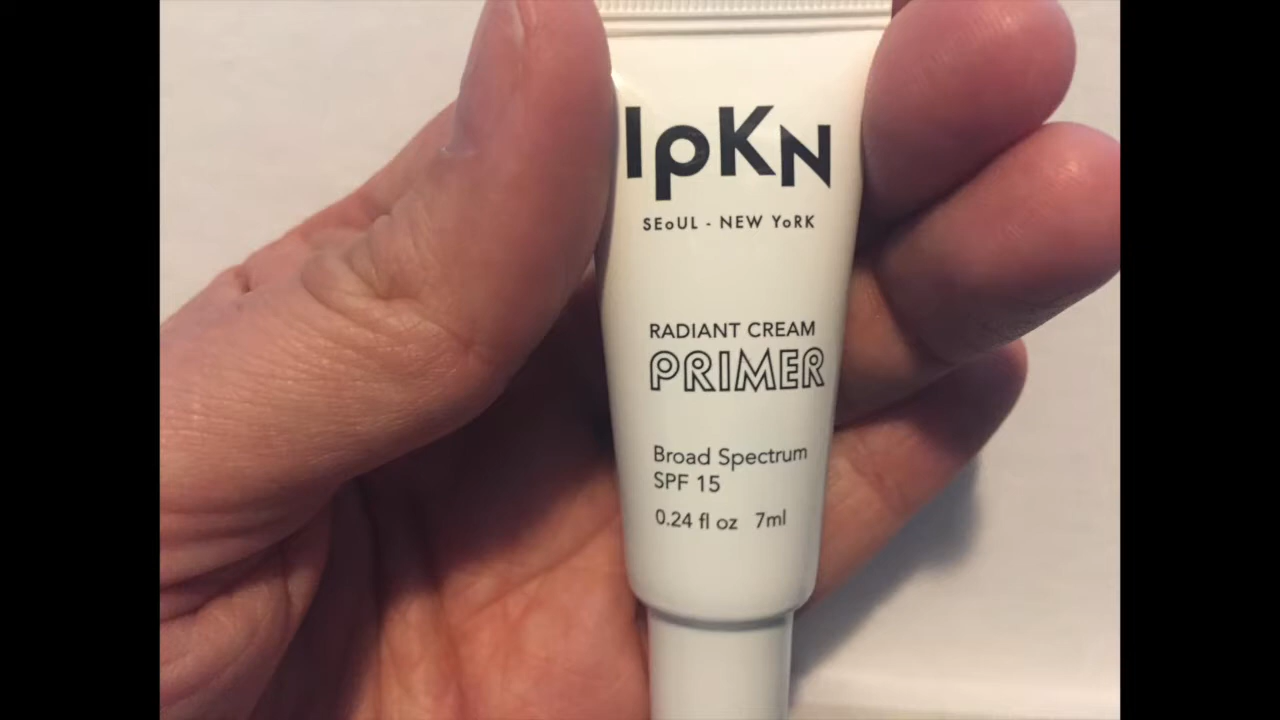 IpKN
SEoUL - NEW YoRK
RADIANT CREAM
PRIMER
Broad Spectrum
SPF 15
0.24 fl oz 7ml